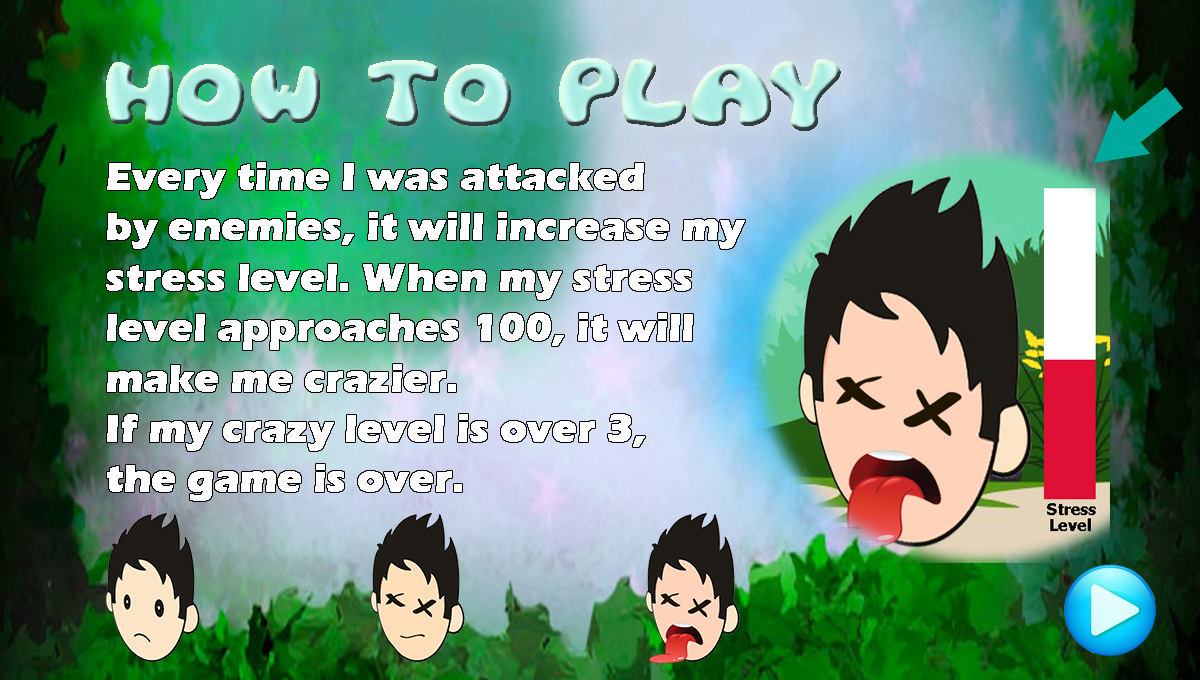 HOW TO PLAY
Every time I was attacked
by enemies, it will increase my
stress level. When my stress
level approaches 100, it will
make me crazier.
If my crazy level is over 3,
the game is over.
Stress
Level